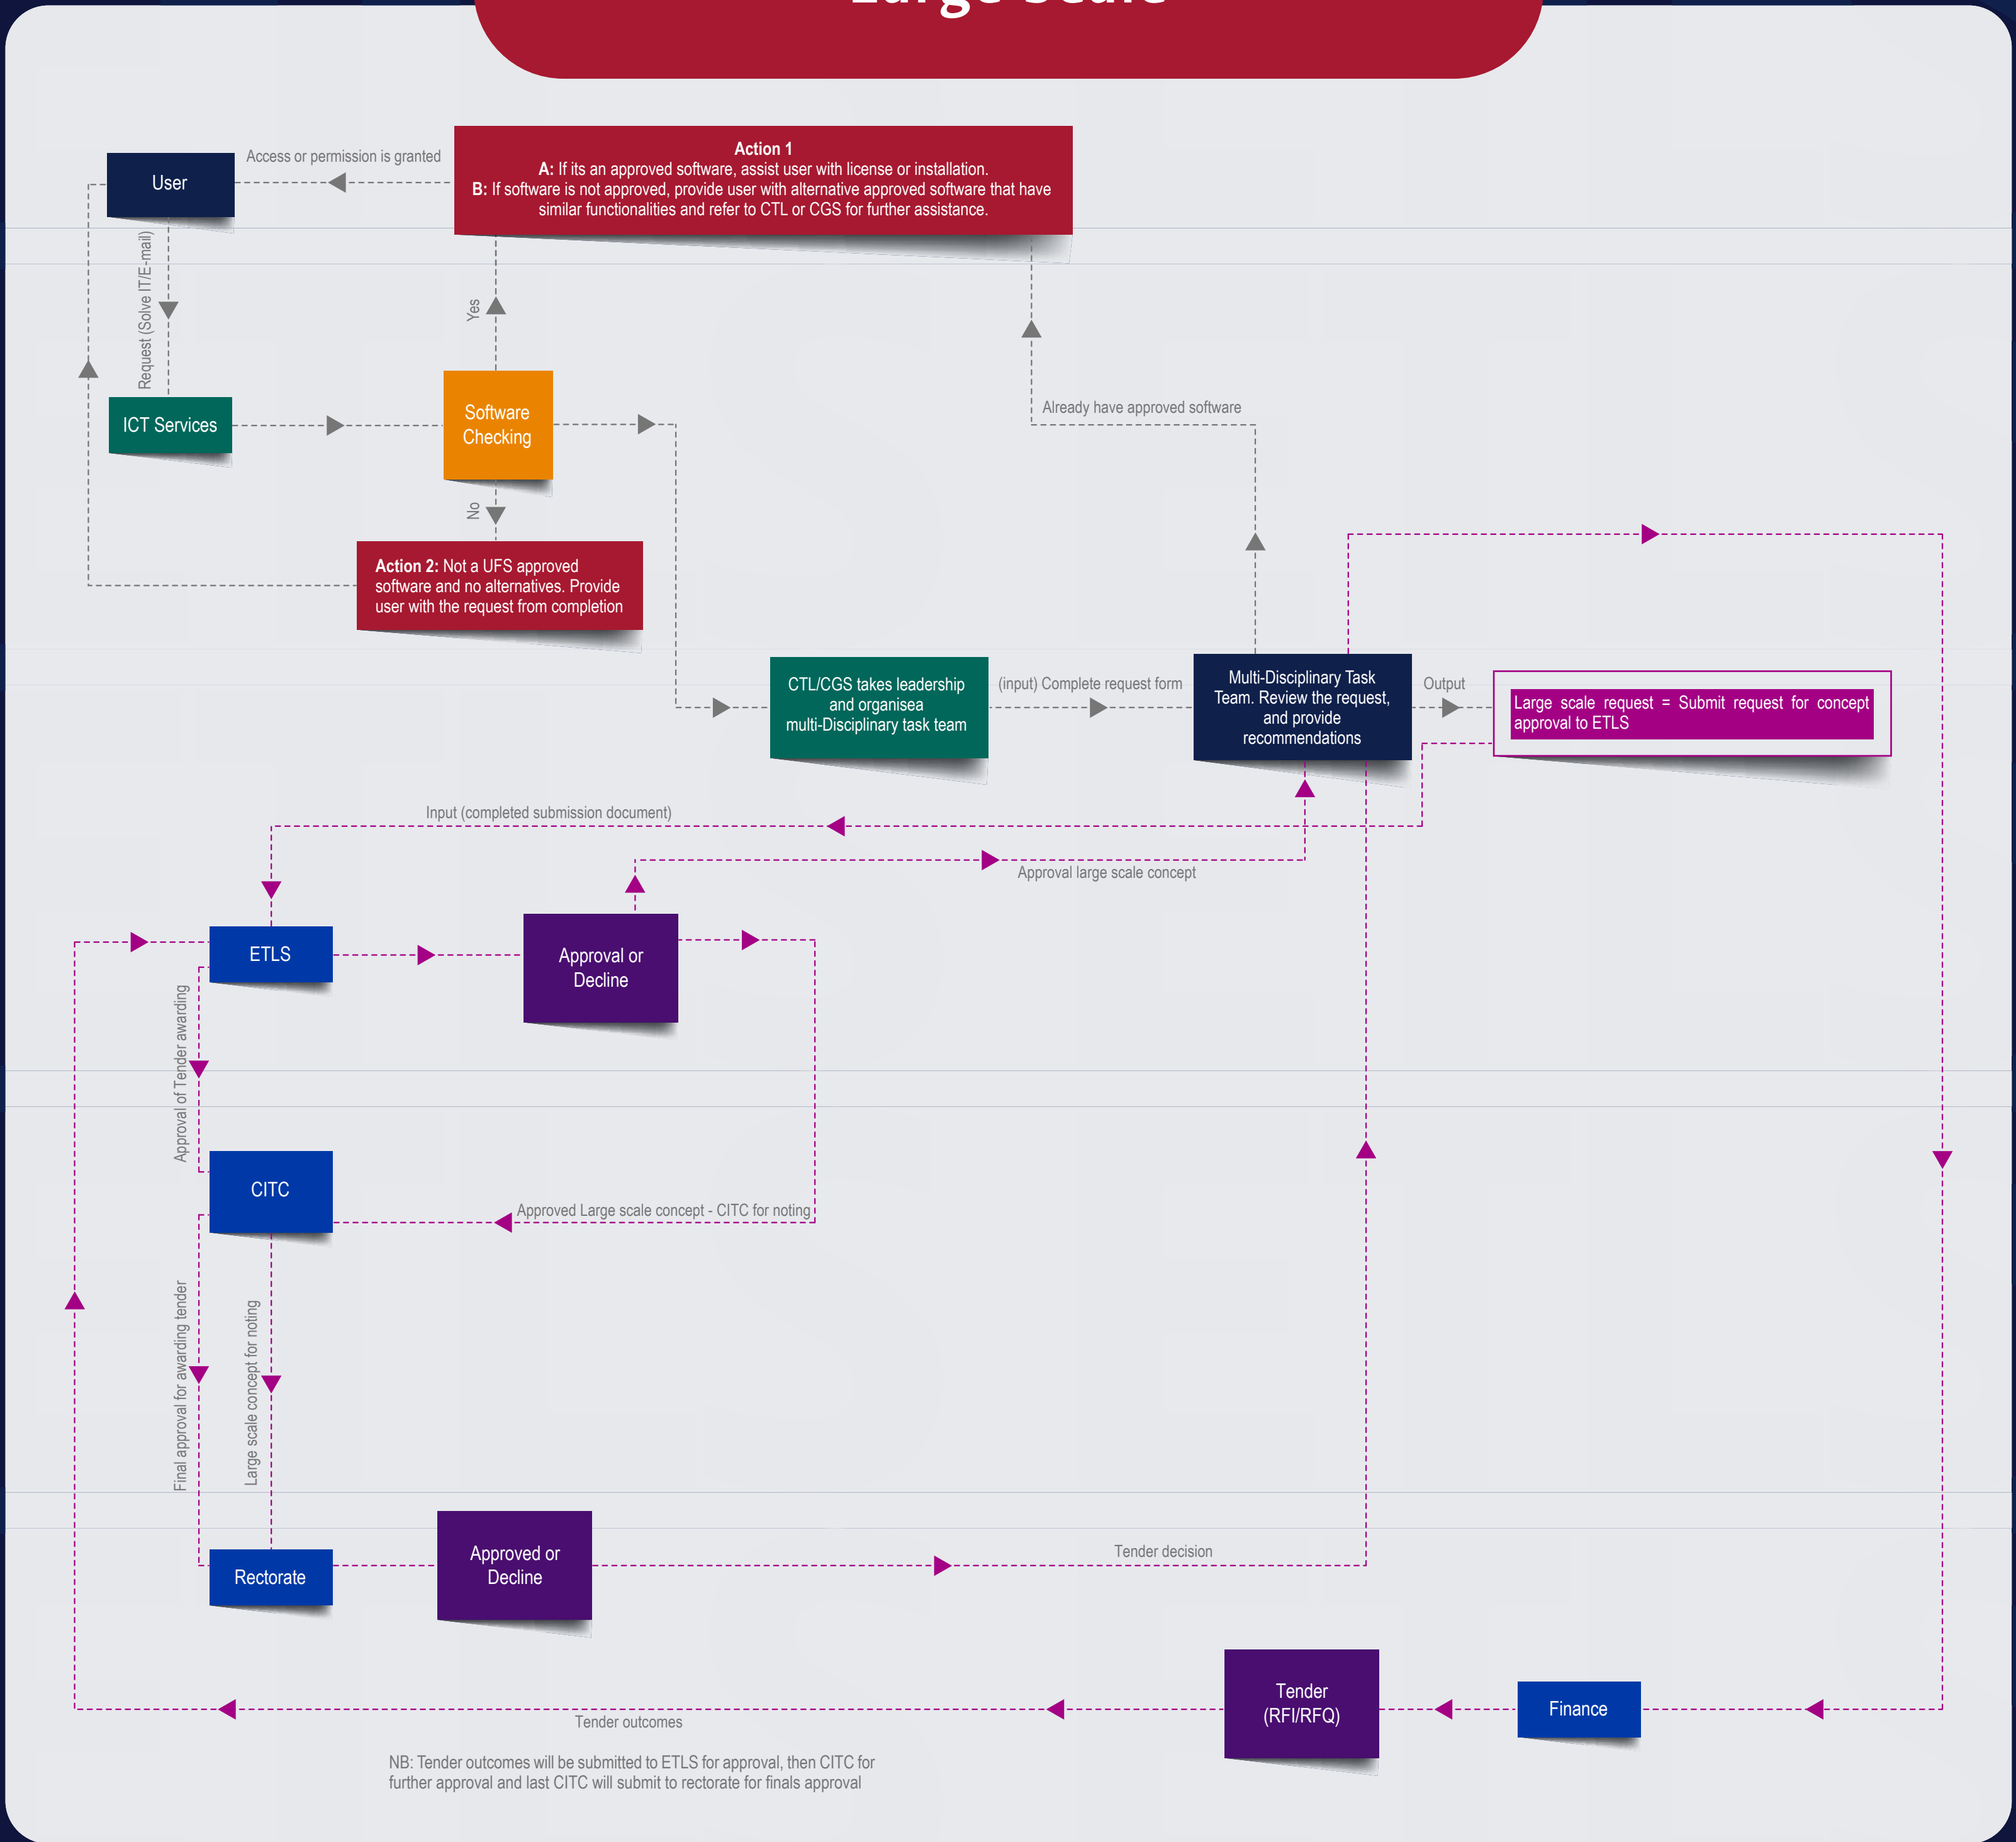 Large Scale
User
Access or permission is granted
Action 1
A: If its an approved software, assist user with license or installation.
B: If software is not approved, provide user with alternative approved software that have
similar functionalities and refer to CTL or CGS for further assistance.
Request (Solve IT/E-mail)
Yes
ICT Services
Software
Checking
Already have approved software
No
Action 2: Not a UFS approved
software and no alternatives. Provide
user with the request from completion
CTL/CGS takes leadership
and organisea
multi-Disciplinary task team
(input) Complete request form
Multi-Disciplinary Task
Team. Review the request,
and provide
recommendations
Output
Large scale request = Submit request for concept
approval to ETLS
Input (completed submission document)
Approval large scale concept
ETLS
Approval or
Decline
Approval of Tender awarding
CITC
Approved Large scale concept - CITC for noting
Final approval for awarding tender
Large scale concept for noting
Rectorate
Approved or
Decline
Tender decision
Tender
(RFI/RFQ)
Finance
Tender outcomes
NB: Tender outcomes will be submitted to ETLS for approval, then CITC for
further approval and last CITC will submit to rectorate for finals approval